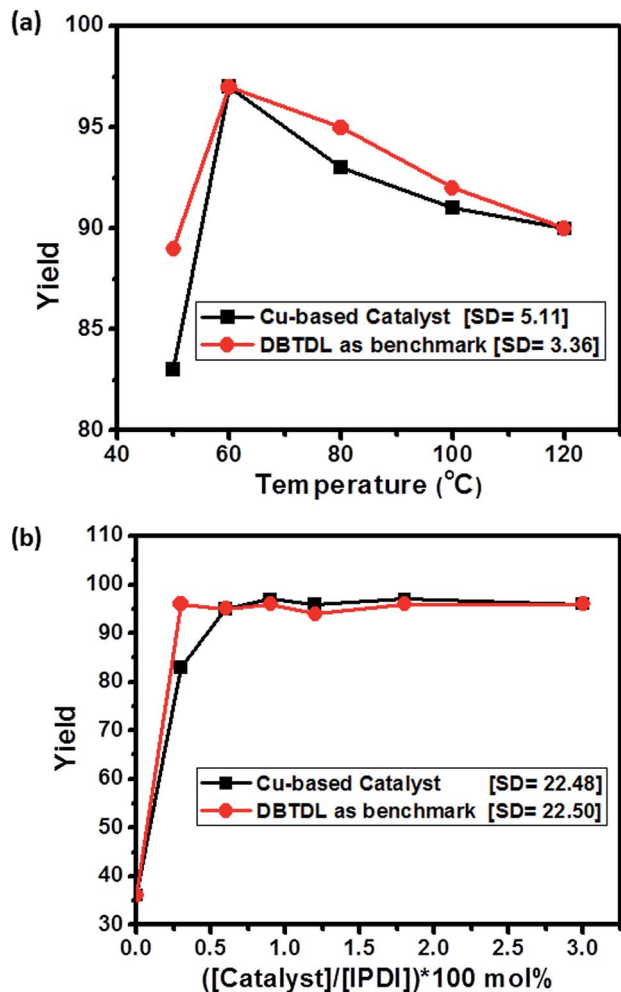 (a)
100
95
90
85
80
Yield
Cu-based Catalyst [SD= 5.11]
DBTDL as benchmark [SD= 3.36]
40 60 80 100 120
Temperature (°C)
(b)
110
100
90
80
70
60
50
40
30
Yield
Cu-based Catalyst [SD= 22.48]
DBTDL as benchmark [SD= 22.50]
0.0 0.5 1.0 1.5 2.0 2.5 3.0
([Catalyst]/[IPDI])*100 mol%